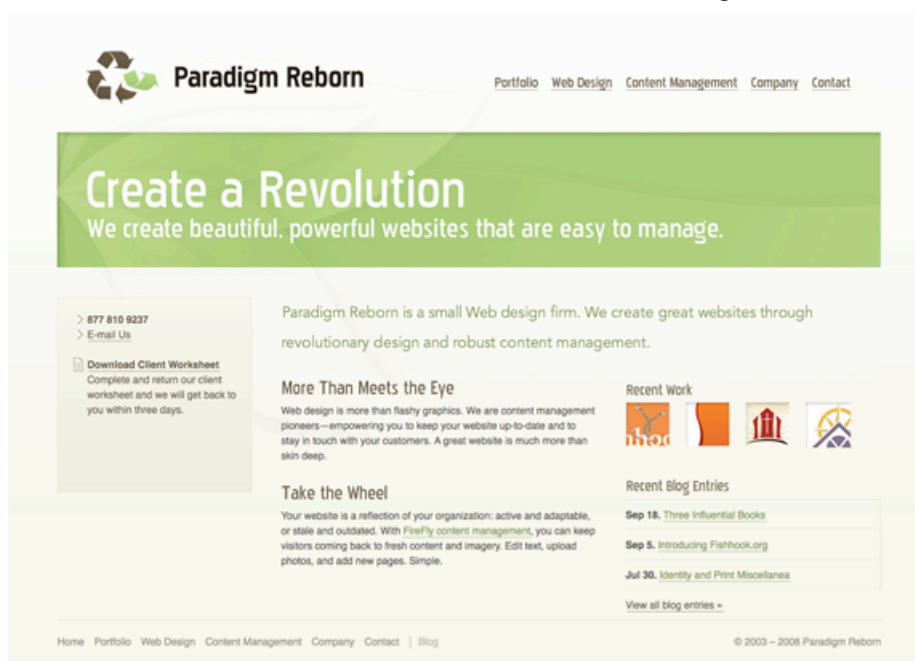 Paradigm Reborn
Portfolio Web Design Content Management Company Contact
Create a Revolution
We create beautiful, powerful websites that are easy to manage.
877 810 9237
E-mail Us
Download Client Worksheet
Complete and return our client
worksheet and we will get back to
you within three days.
Paradigm Reborn is a small Web design firm. We create great websites through
revolutionary design and robust content management.
More Than Meets the Eye
Web design is more than flashy graphics. We are content management
pioneers—empowering you to keep your website up-to-date and to
stay in touch with your customers. A great website is much more than
skin deep.
Take the Wheel
Your website is a reflection of your organization: active and adaptable,
or stale and outdated. With FireFly content management, you can keep
visitors coming back to fresh content and imagery. Edit text, upload
photos, and add new pages. Simple.
Recent Work
Recent Blog Entries
Sep 18. Three Influential Books
Sep 5. Introducing Fishhook.org
Jul 30. Identity and Print Miscellanea
View all blog entries »
Home Portfolio Web Design Content Management Company Contact | Blog
© 2003 – 2008 Paradigm Reborn